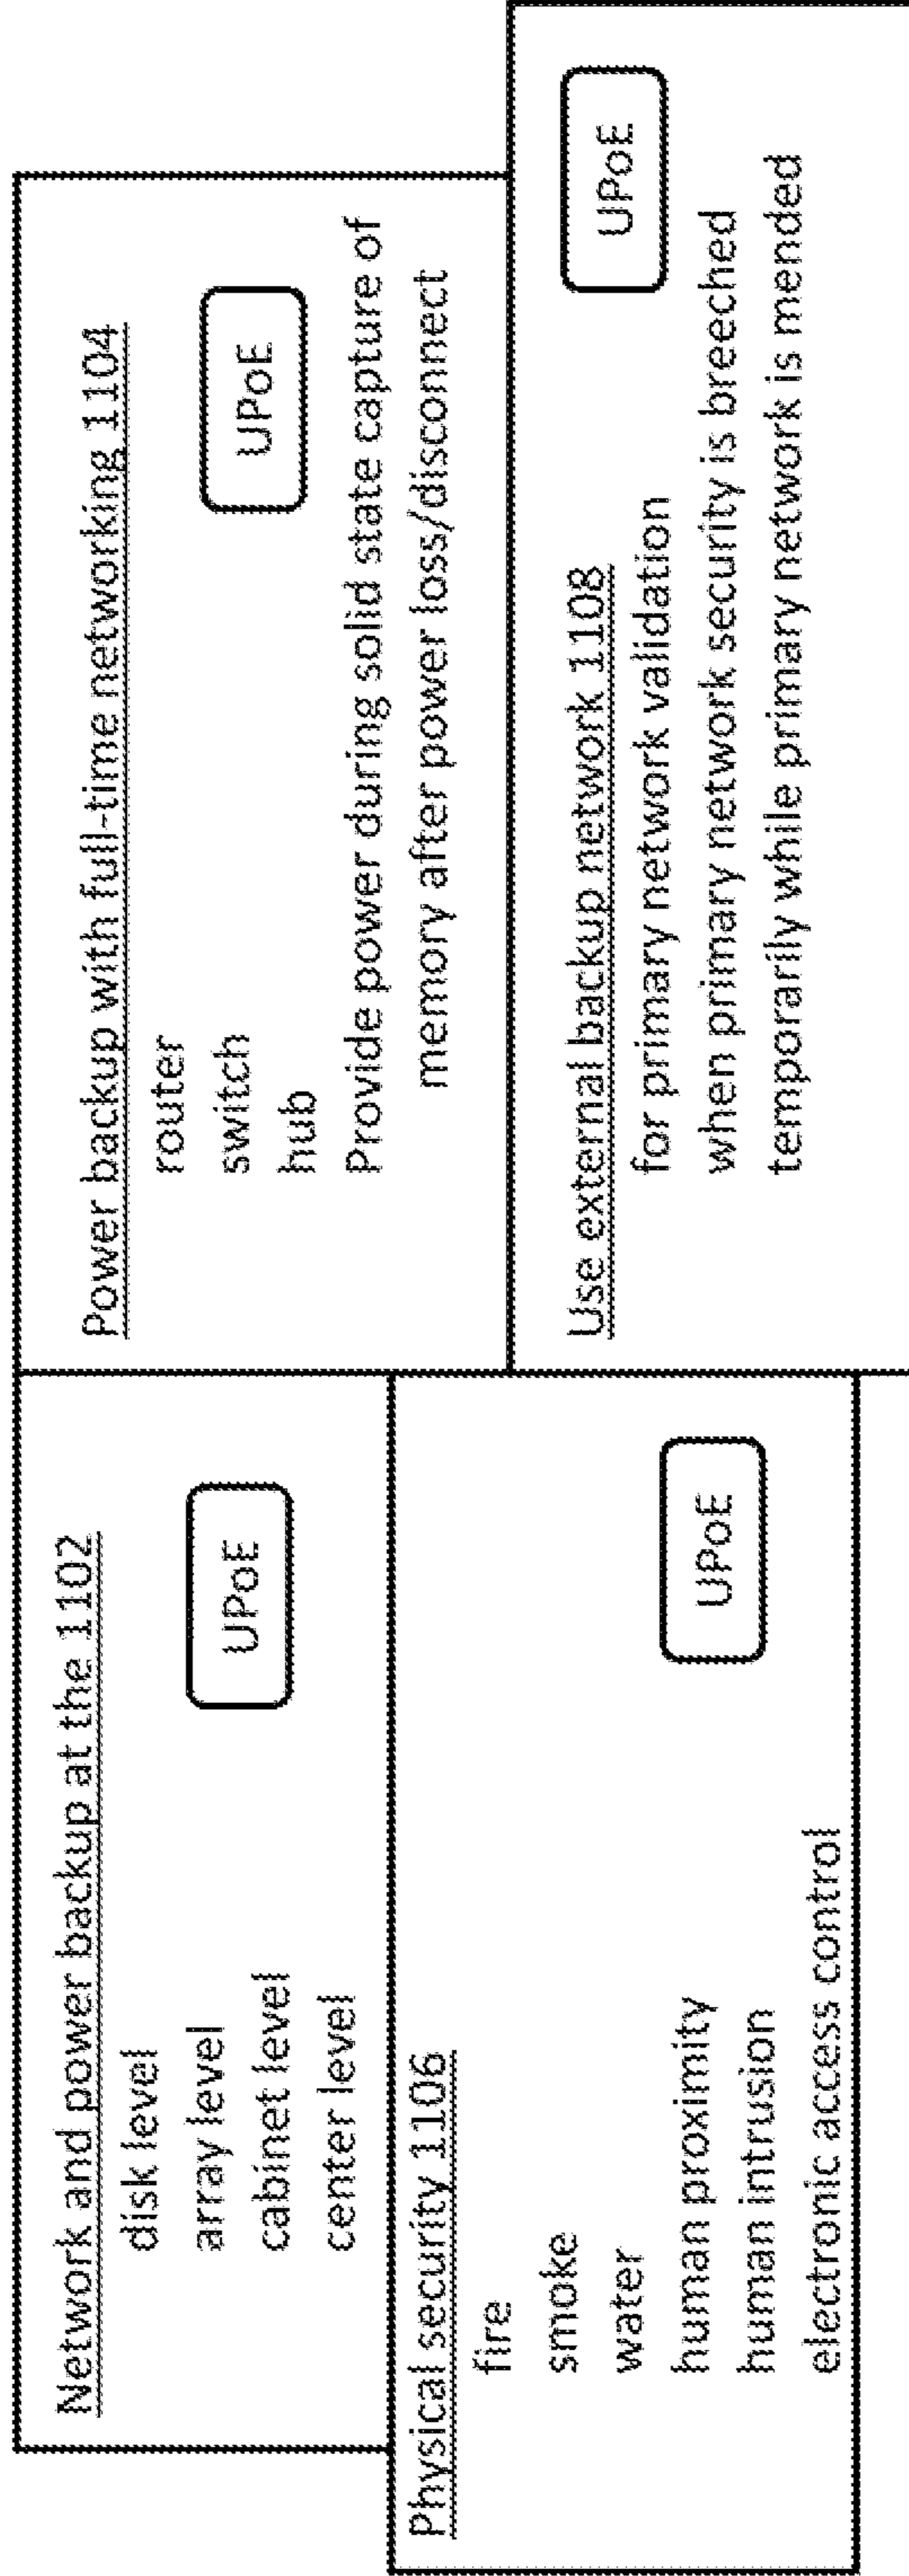 Network and power backup at the 1102
disk level
array level
cabinet level
center level
UPoE
Power backup with full-time networking 1104
router
switch
hub
UPoE
Provide power during solid state capture of
memory after power loss/disconnect
Physical security 1106
fire
smoke
water
human proximity
human intrusion
electronic access control
UPoE
Use external backup network 1108
for primary network validation
when primary network security is breeched
temporarily while primary network is mended
UPoE